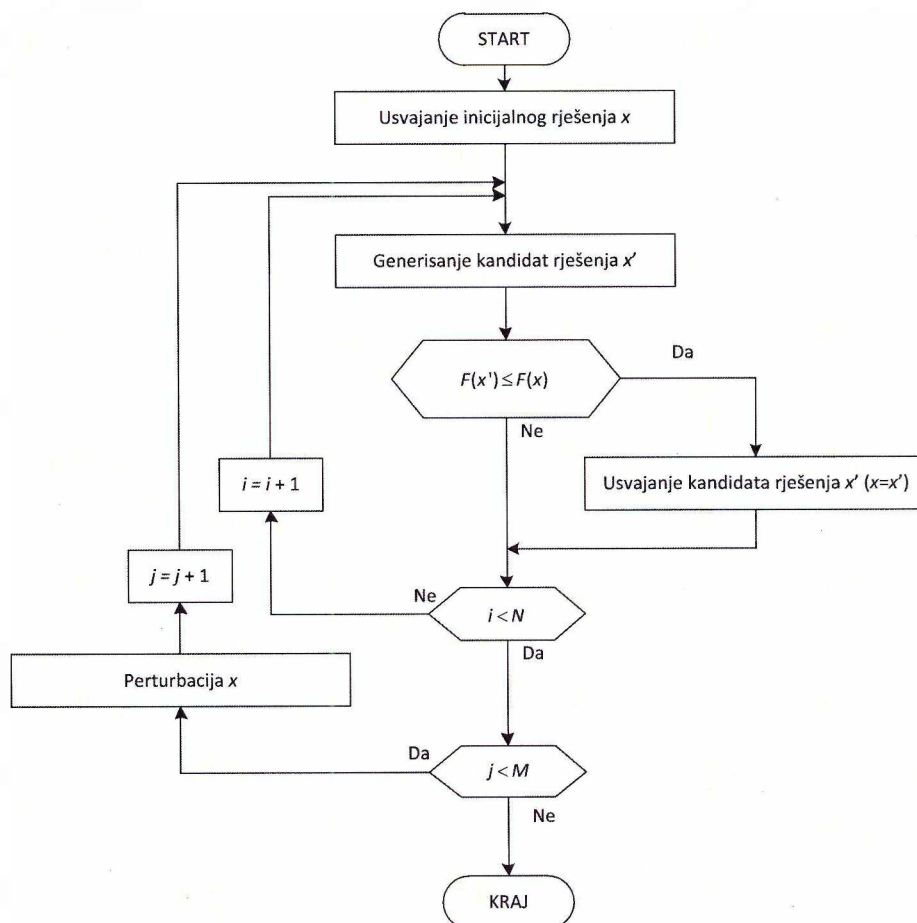 START
Usvajanje inicijalnog rješenja x
Generisanje kandidat rješenja x'
Da
F(x') ≤ F(x)
Ne
Usvajanje kandidata rješenja x' (x=x')
i = i + 1
j = j + 1
Ne
i < N
Da
Perturbacija x
Da
j < M
Ne
KRAJ